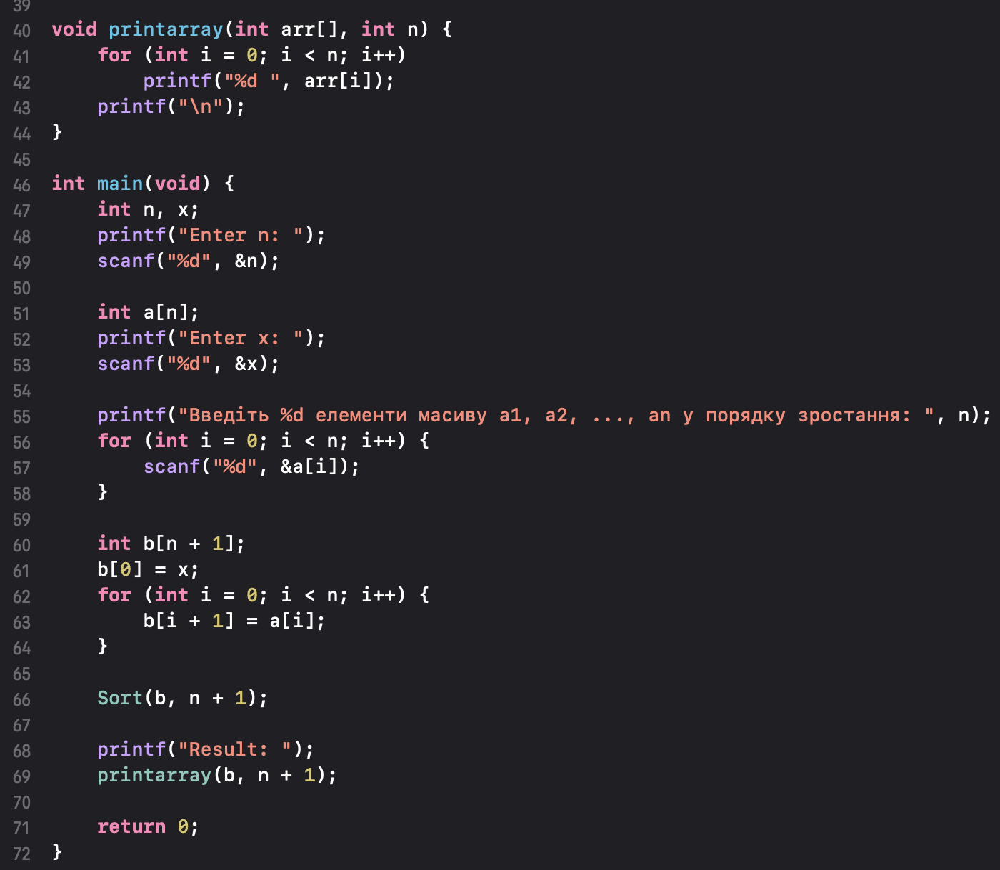 39
40 void printarray(int arr[], int n) {
41     for (int i = 0; i < n; i++)
42         printf("%d ", arr[i]);
43     printf("\n");
44 }
45
46 int main(void) {
47     int n, x;
48     printf("Enter n: ");
49     scanf("%d", &n);
50
51     int a[n];
52     printf("Enter x: ");
53     scanf("%d", &x);
54
55     printf("Введіть %d елементи масиву a1, a2, ..., an у порядку зростання: ", n);
56     for (int i = 0; i < n; i++) {
57         scanf("%d", &a[i]);
58     }
59
60     int b[n + 1];
61     b[0] = x;
62     for (int i = 0; i < n; i++) {
63         b[i + 1] = a[i];
64     }
65
66     Sort(b, n + 1);
67
68     printf("Result: ");
69     printarray(b, n + 1);
70
71     return 0;
72 }